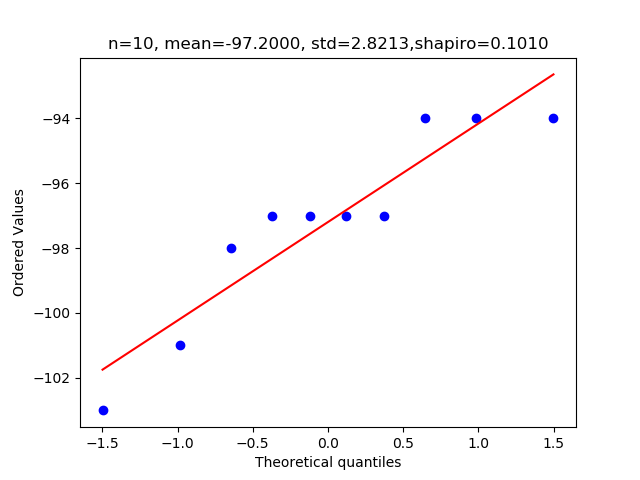 n=10, mean=-97.2000, std=2.8213,shapiro=0.1010
Ordered Values
−94
−96
−98
−100
−102
−1.5 −1.0 −0.5 0.0 0.5 1.0 1.5
Theoretical quantiles